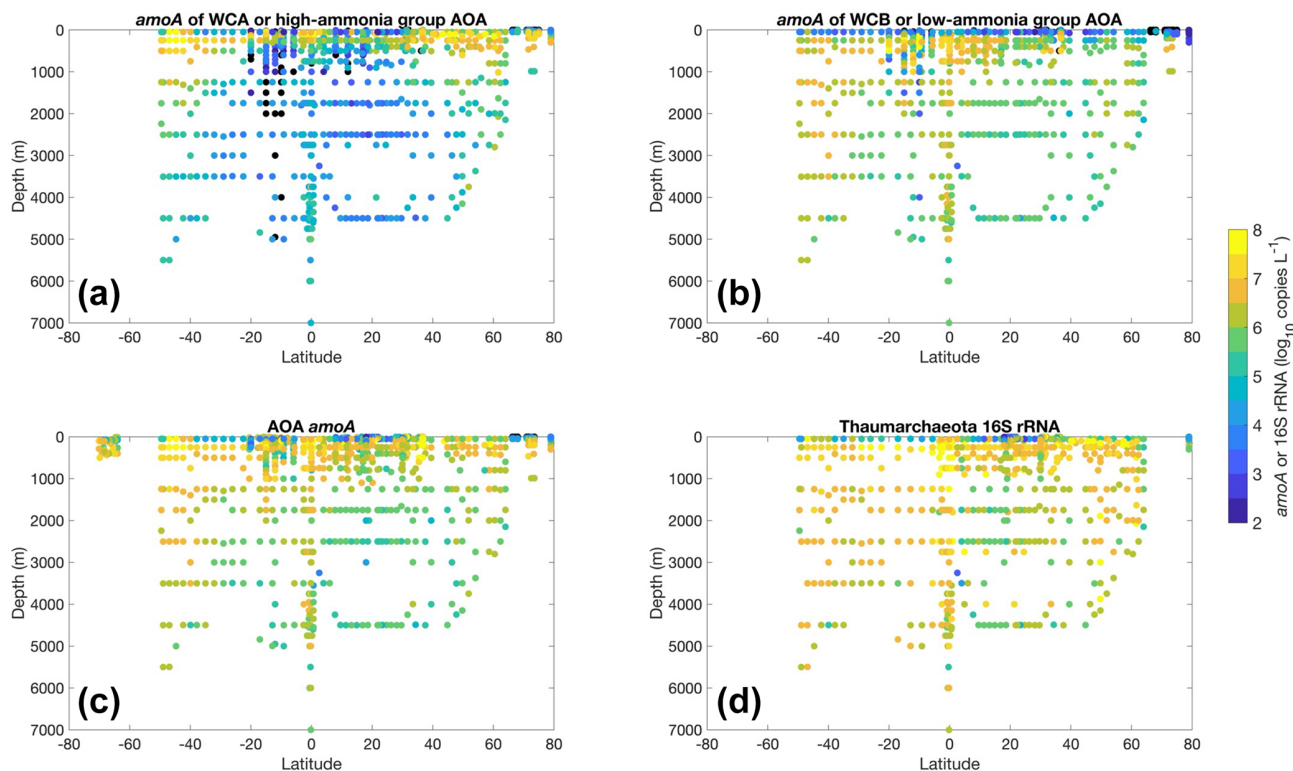 amoA of WCA or high-ammonia group AOA
0
1000
2000
3000
4000
5000
6000
7000
Depth (m)
-80 -60 -40 -20 0 20 40 60 80
Latitude
(a)
amoA of WCB or low-ammonia group AOA
0
1000
2000
3000
4000
5000
6000
7000
Depth (m)
-80 -60 -40 -20 0 20 40 60 80
Latitude
(b)
AOA amoA
0
1000
2000
3000
4000
5000
6000
7000
Depth (m)
-80 -60 -40 -20 0 20 40 60 80
Latitude
(c)
Thaumarchaeota 16S rRNA
0
1000
2000
3000
4000
5000
6000
7000
Depth (m)
-80 -60 -40 -20 0 20 40 60 80
Latitude
(d)
8
7
6
5
4
3
2
amoA or 16S rRNA (log₁₀ copies L⁻¹)